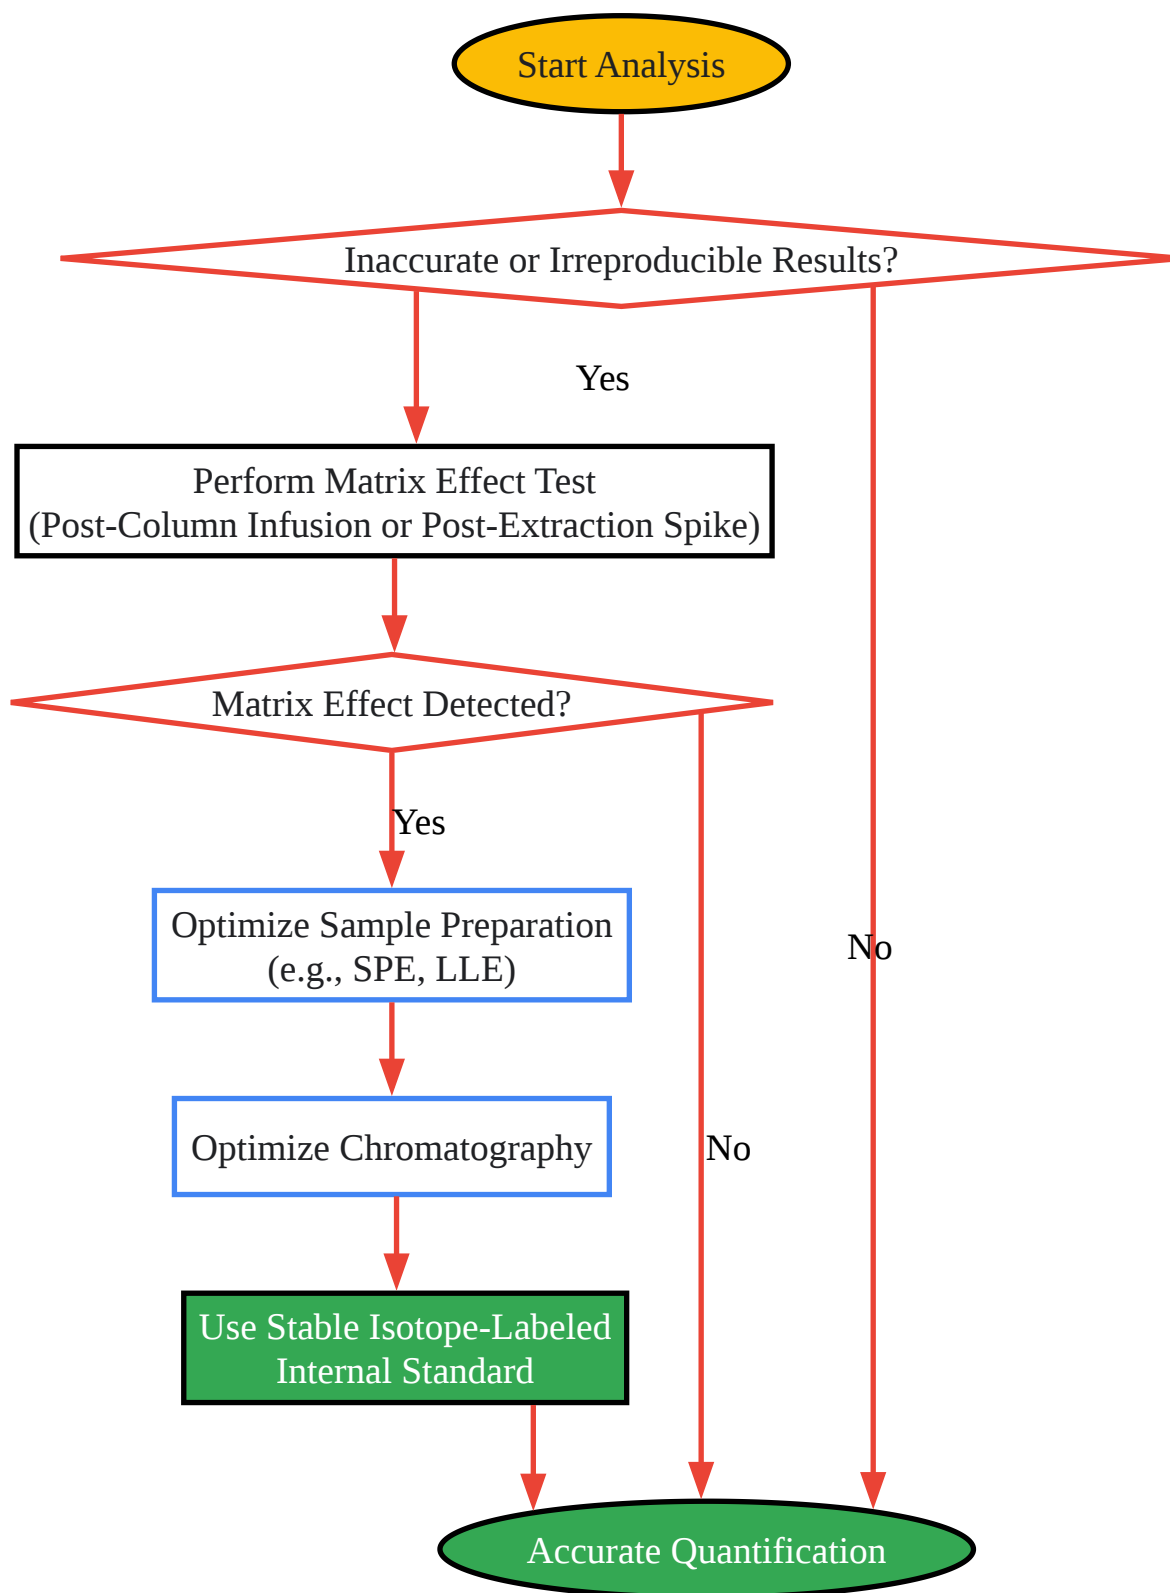 Start Analysis
Inaccurate or Irreproducible Results?
Yes
Perform Matrix Effect Test
(Post-Column Infusion or Post-Extraction Spike)
Matrix Effect Detected?
Yes
Optimize Sample Preparation
(e.g., SPE, LLE)
No
Optimize Chromatography
No
Use Stable Isotope-Labeled
Internal Standard
Accurate Quantification